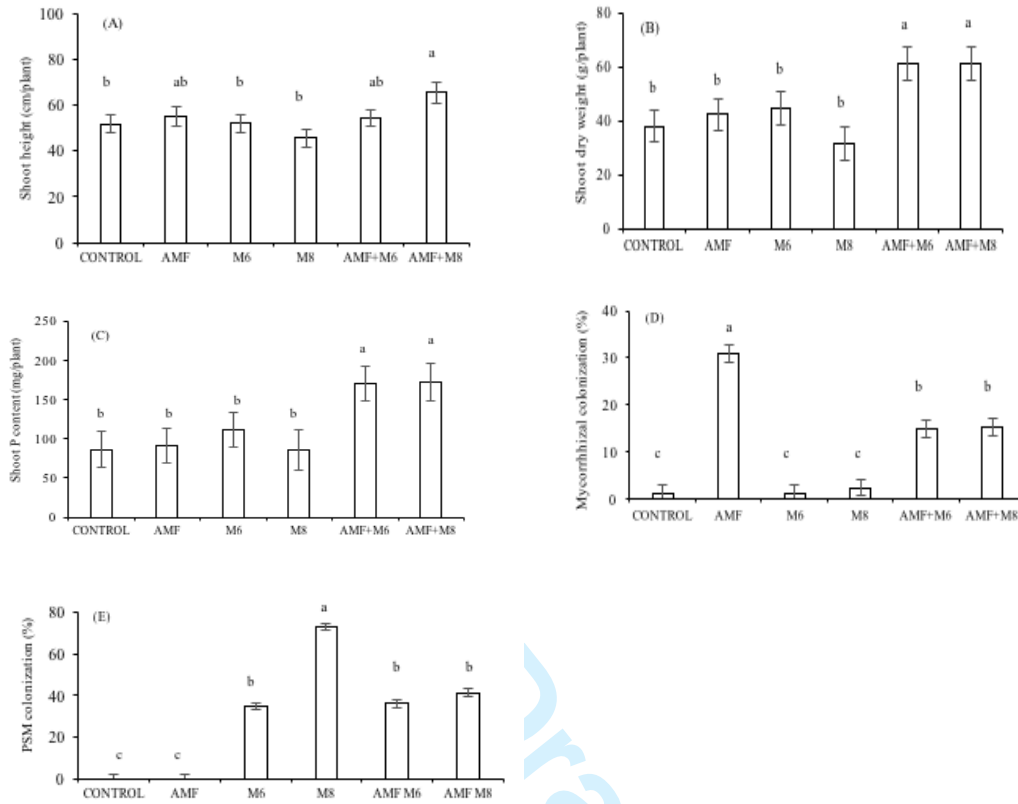 (A)
Shoot height (cm/plant)
100
80
60
40
20
0
b
ab
b
b
ab
a
CONTROL AMF M6 M8 AMF+M6 AMF+M8
(B)
Shoot dry weight (g/plant)
80
60
40
20
0
b
b
b
b
a
a
CONTROL AMF M6 M8 AMF+M6 AMF+M8
(C)
Shoot P content (mg/plant)
250
200
150
100
50
0
b
b
b
b
a
a
CONTROL AMF M6 M8 AMF+M6 AMF+M8
(D)
Mycorrhhizal colonization (%)
40
30
20
10
0
c
a
c
c
b
b
CONTROL AMF M6 M8 AMF+M6 AMF+M8
(E)
PSM colonization (%)
80
60
40
20
0
c
c
b
a
b
b
CONTROL AMF M6 M8 AMF M6 AMF M8